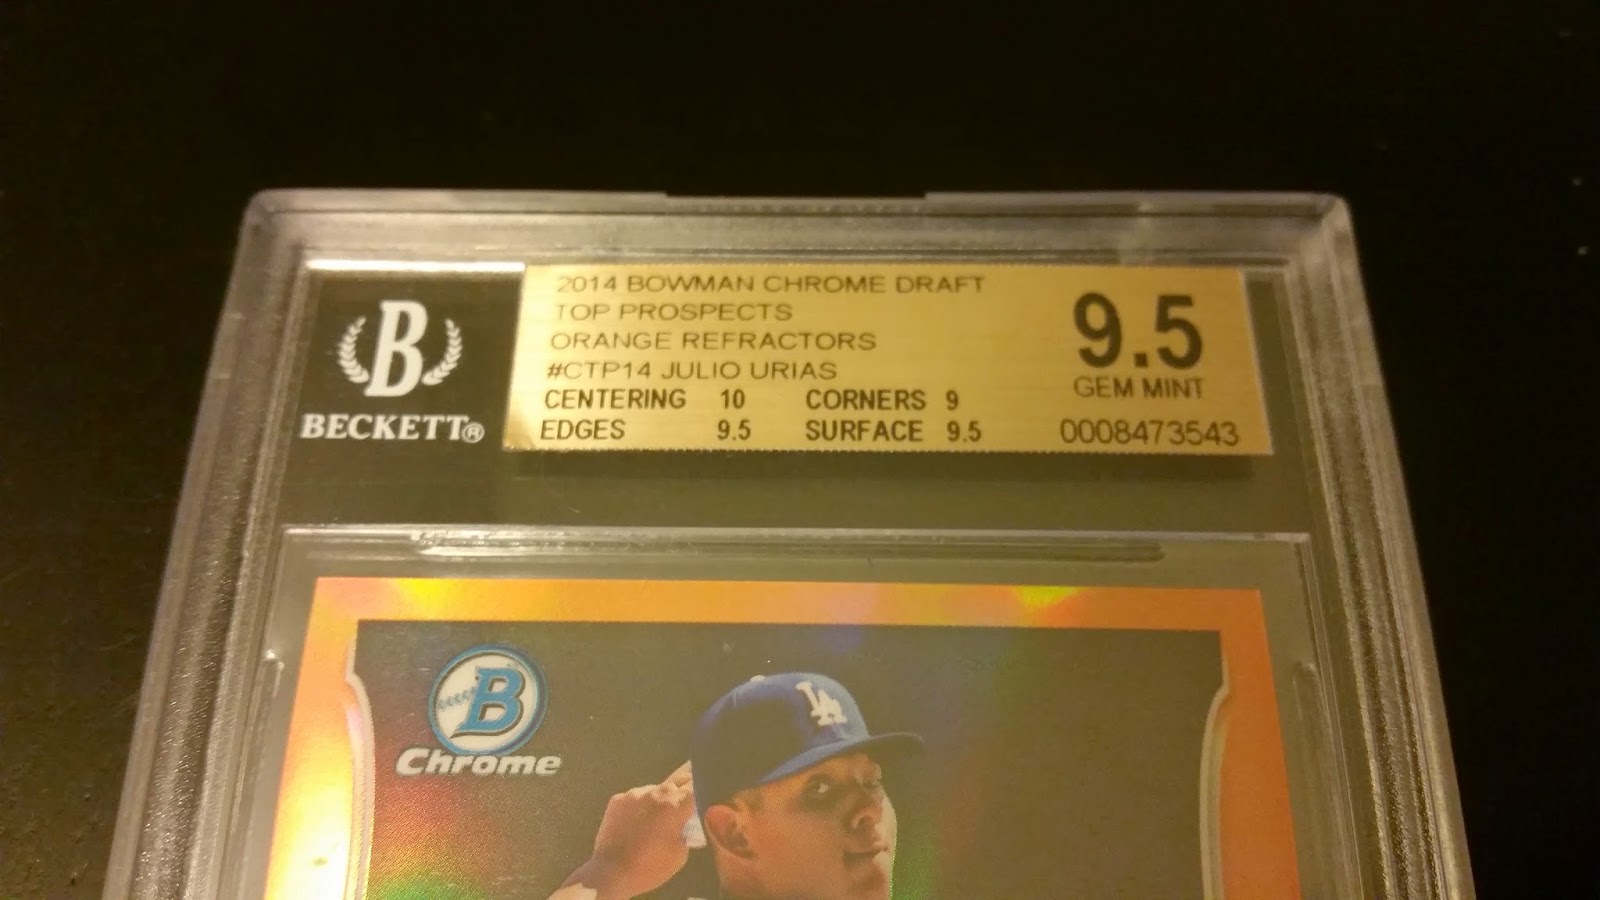 2014 BOWMAN CHROME DRAFT
TOP PROSPECTS
ORANGE REFRACTORS
#CTP14 JULIO URIAS
CENTERING 10 CORNERS 9
EDGES 9.5 SURFACE 9.5
9.5
GEM MINT
0008473543
B
BECKETT®
B
Chrome
LA